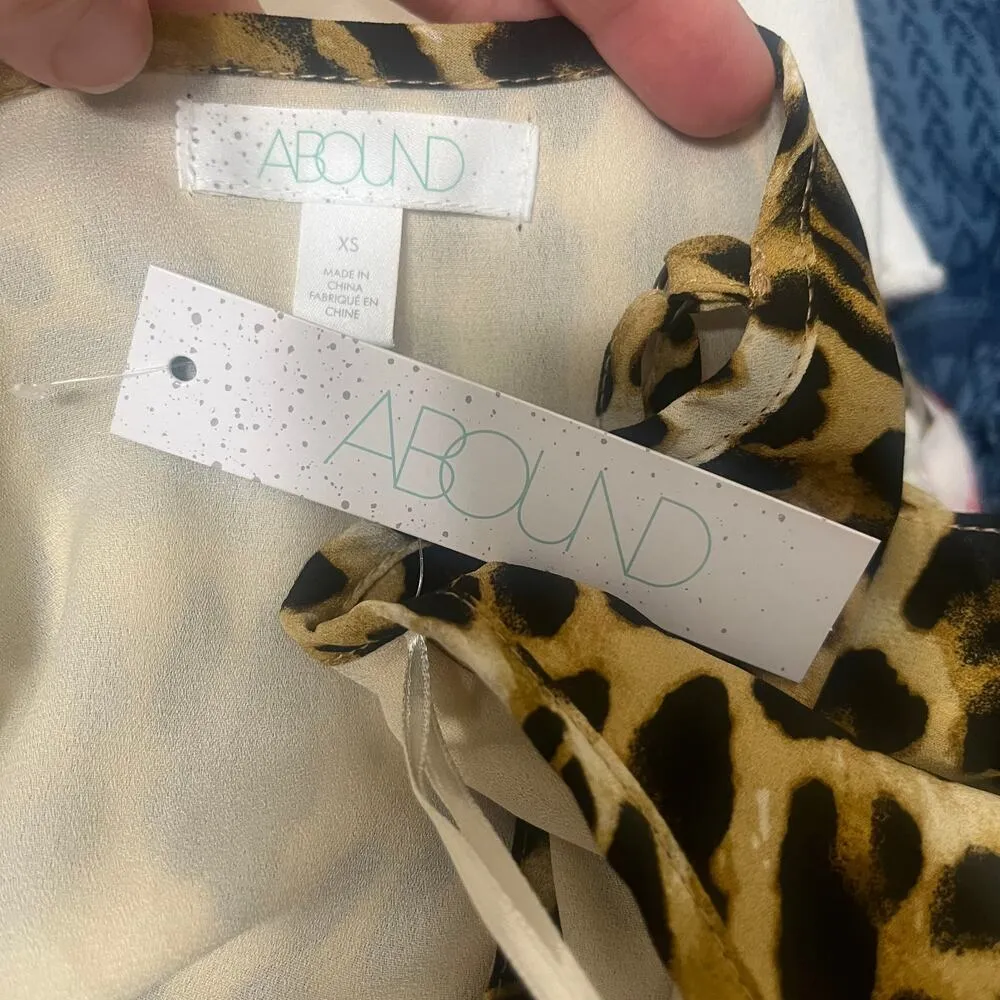 ABOUND
XS
MADE IN
CHINA
FABRIQUÉ EN
CHINE
ABOUND